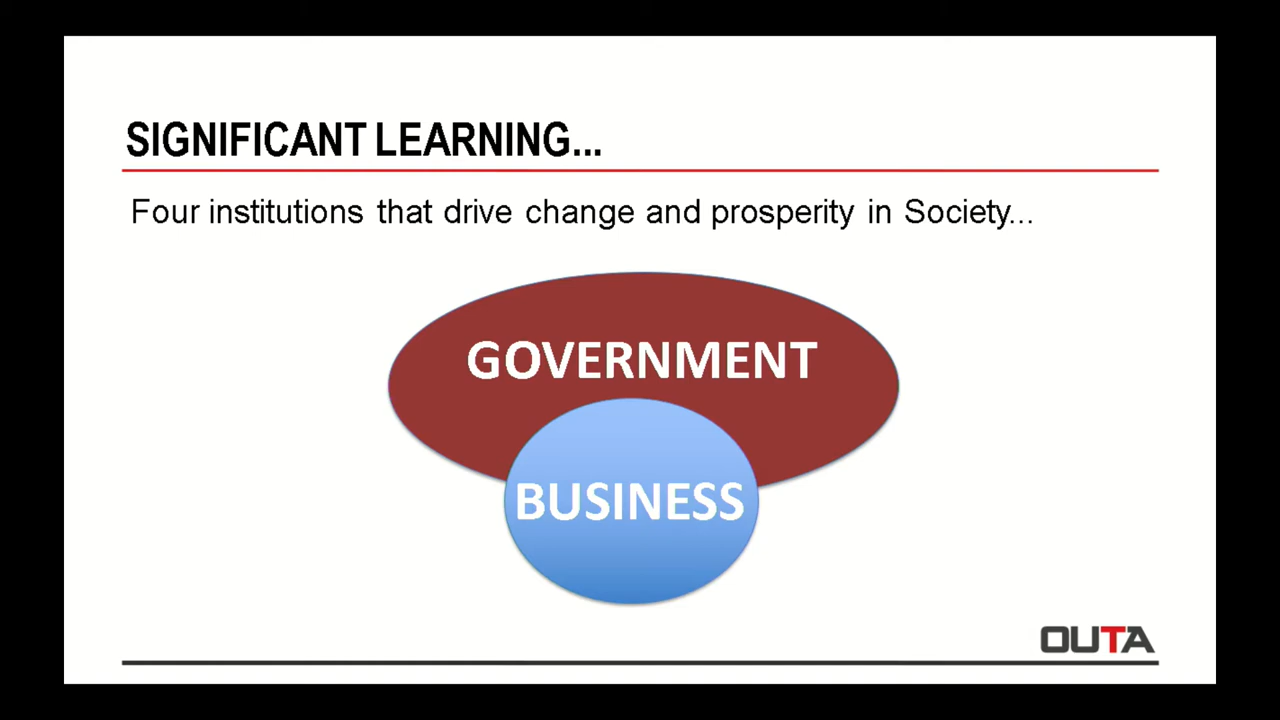 SIGNIFICANT LEARNING...
Four institutions that drive change and prosperity in Society...
GOVERNMENT
BUSINESS
OUTA